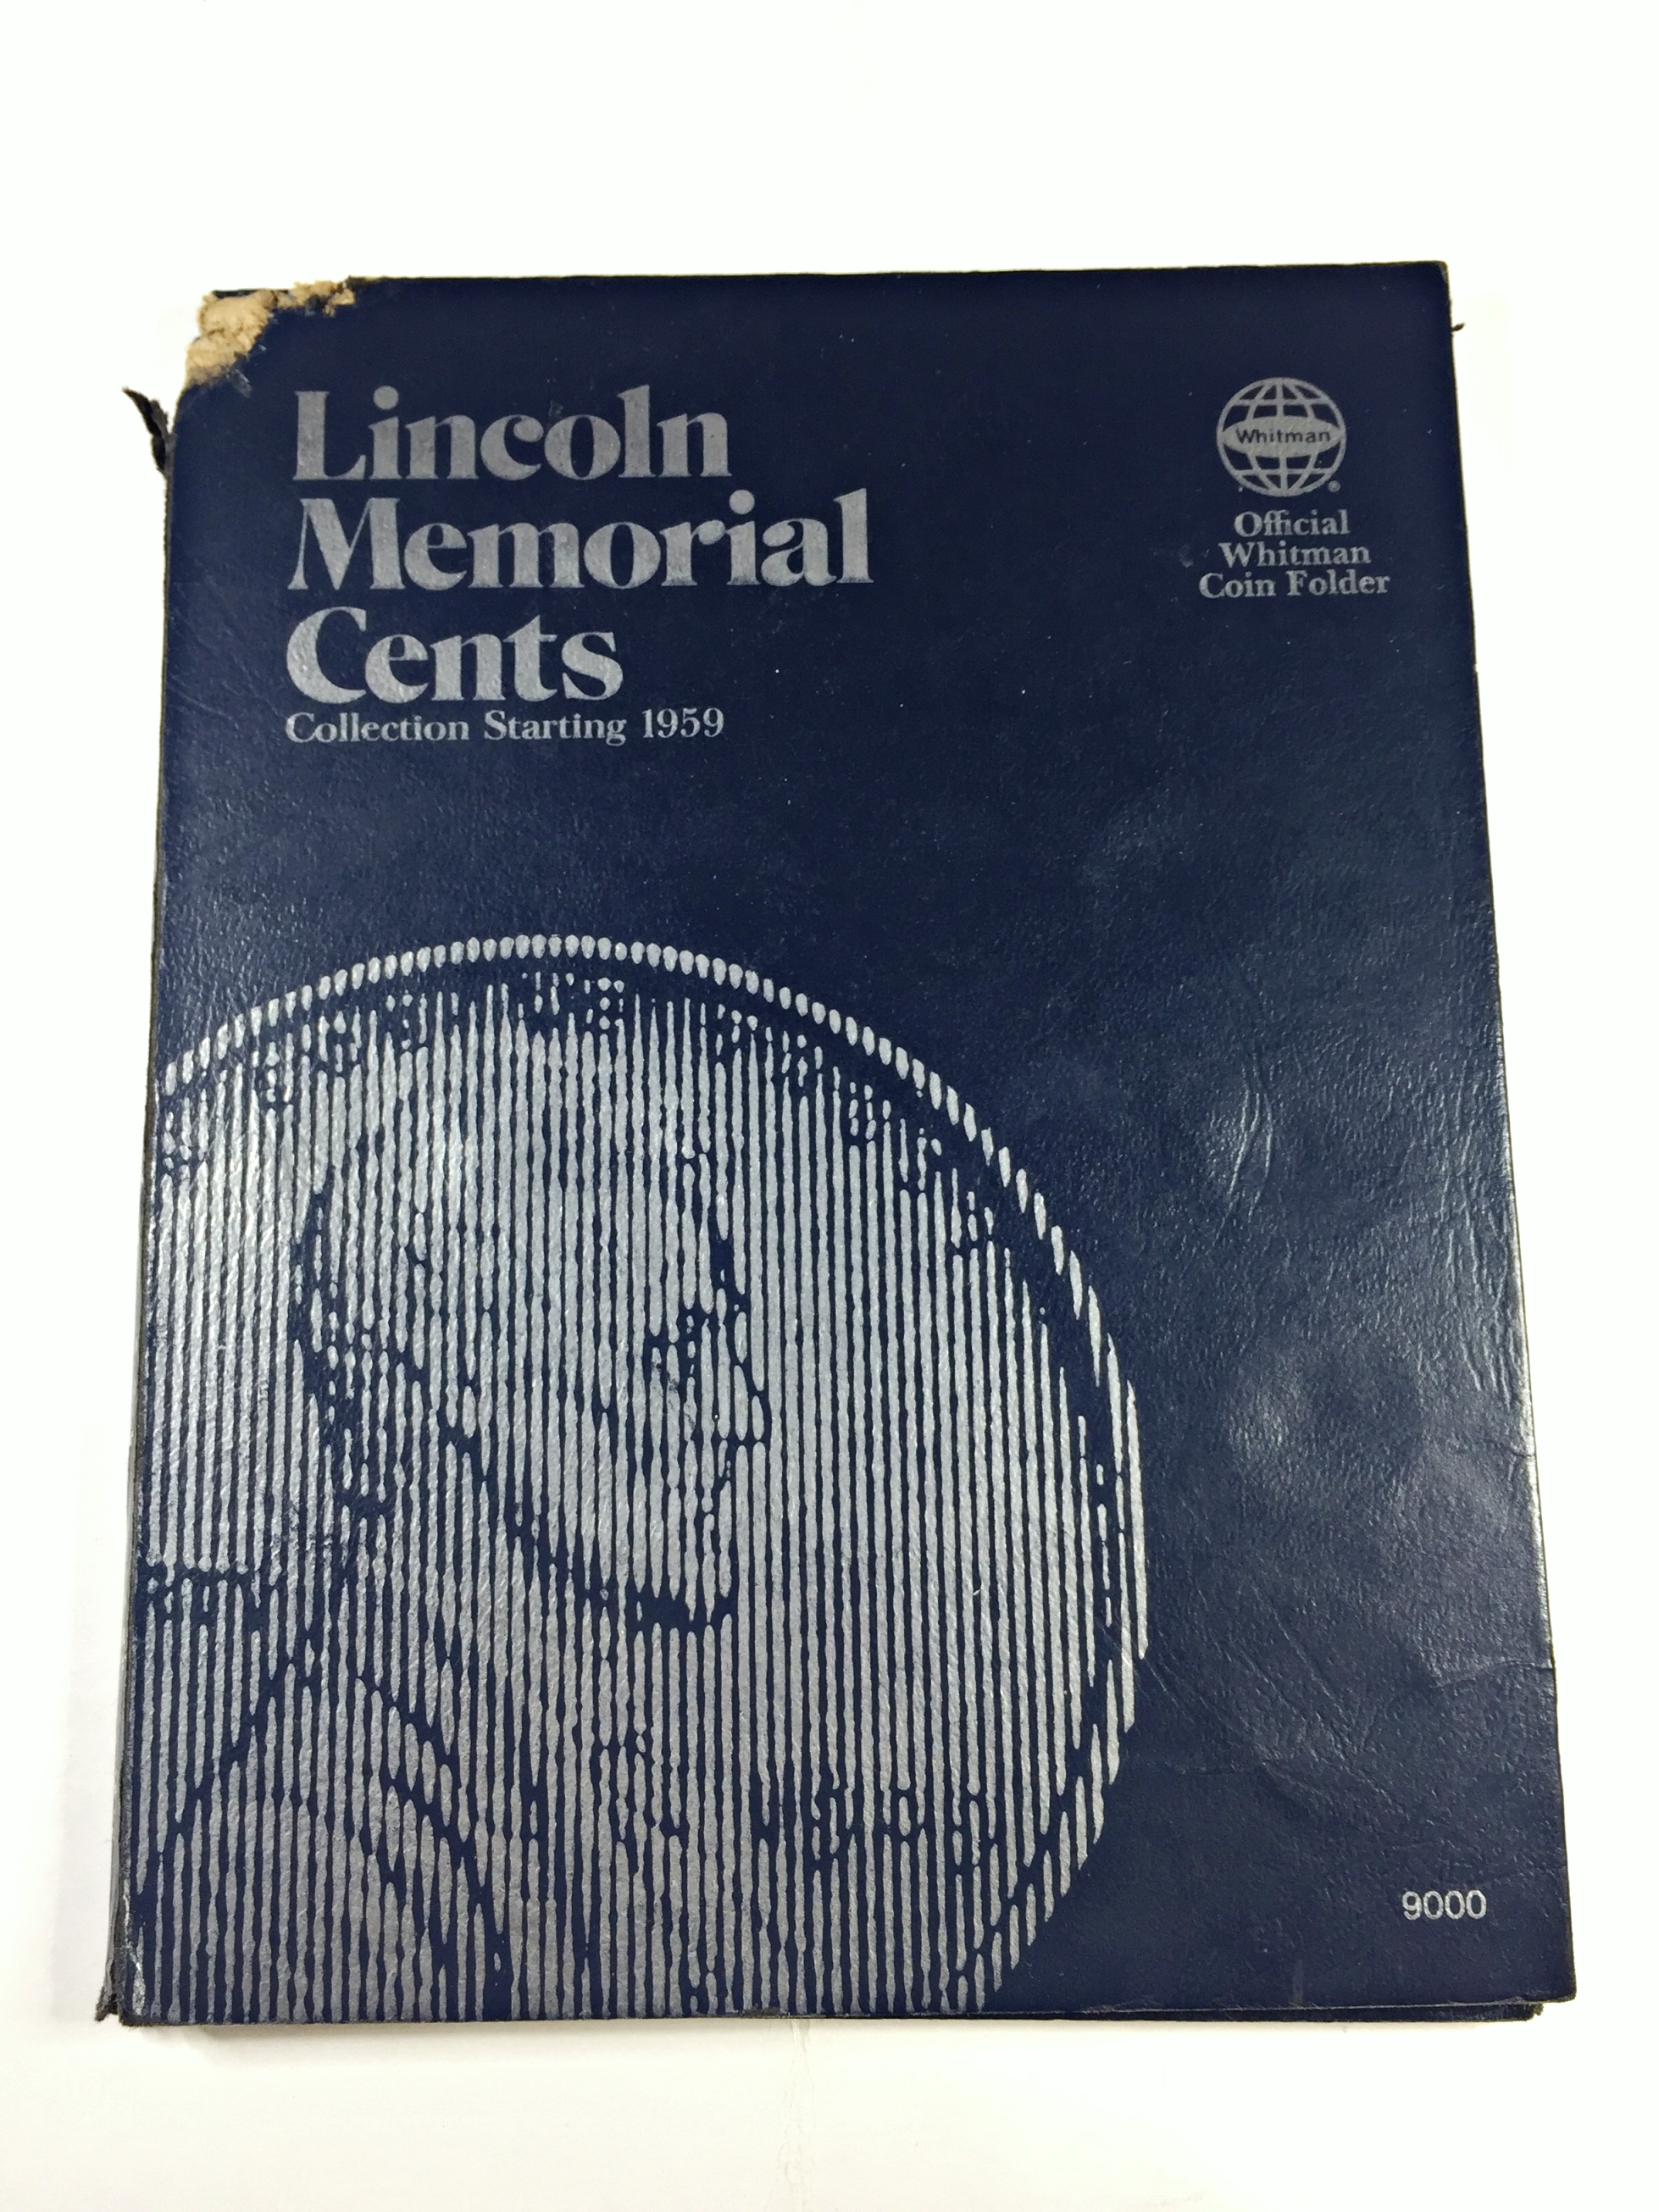 Lincoln
Memorial
Cents
Collection Starting 1959
Whitman
®
Official
Whitman
Coin Folder
9000